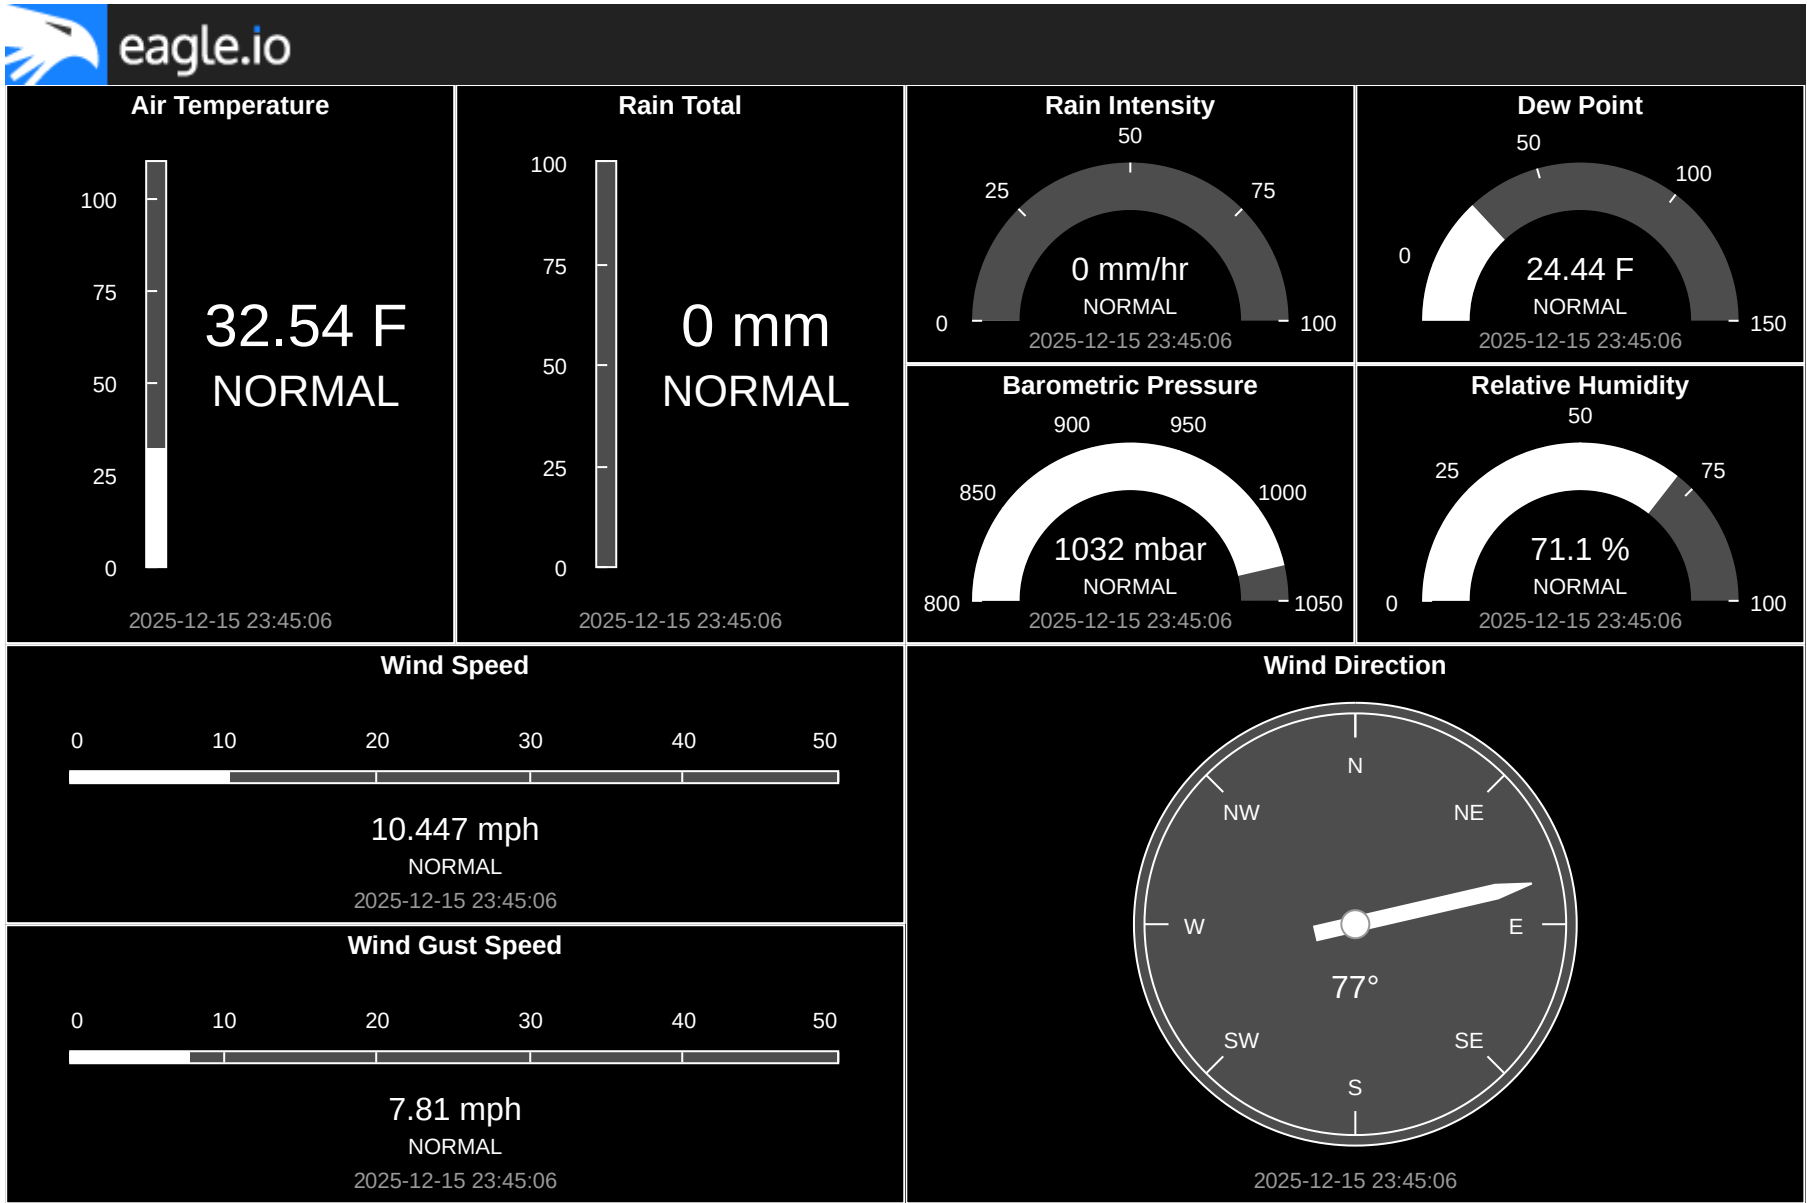 eagle.io
Air Temperature
100
75
50
25
0
32.54 F
NORMAL
2025-12-15 23:45:06
Rain Total
100
75
50
25
0
0 mm
NORMAL
2025-12-15 23:45:06
Rain Intensity
50
25
75
0
100
0 mm/hr
NORMAL
2025-12-15 23:45:06
Dew Point
50
100
0
150
24.44 F
NORMAL
2025-12-15 23:45:06
Barometric Pressure
900
950
850
1000
800
1050
1032 mbar
NORMAL
2025-12-15 23:45:06
Relative Humidity
50
25
75
0
100
71.1 %
NORMAL
2025-12-15 23:45:06
Wind Speed
0 10 20 30 40 50
10.447 mph
NORMAL
2025-12-15 23:45:06
Wind Gust Speed
0 10 20 30 40 50
7.81 mph
NORMAL
2025-12-15 23:45:06
Wind Direction
N
NW NE
W E
77°
SW SE
S
2025-12-15 23:45:06